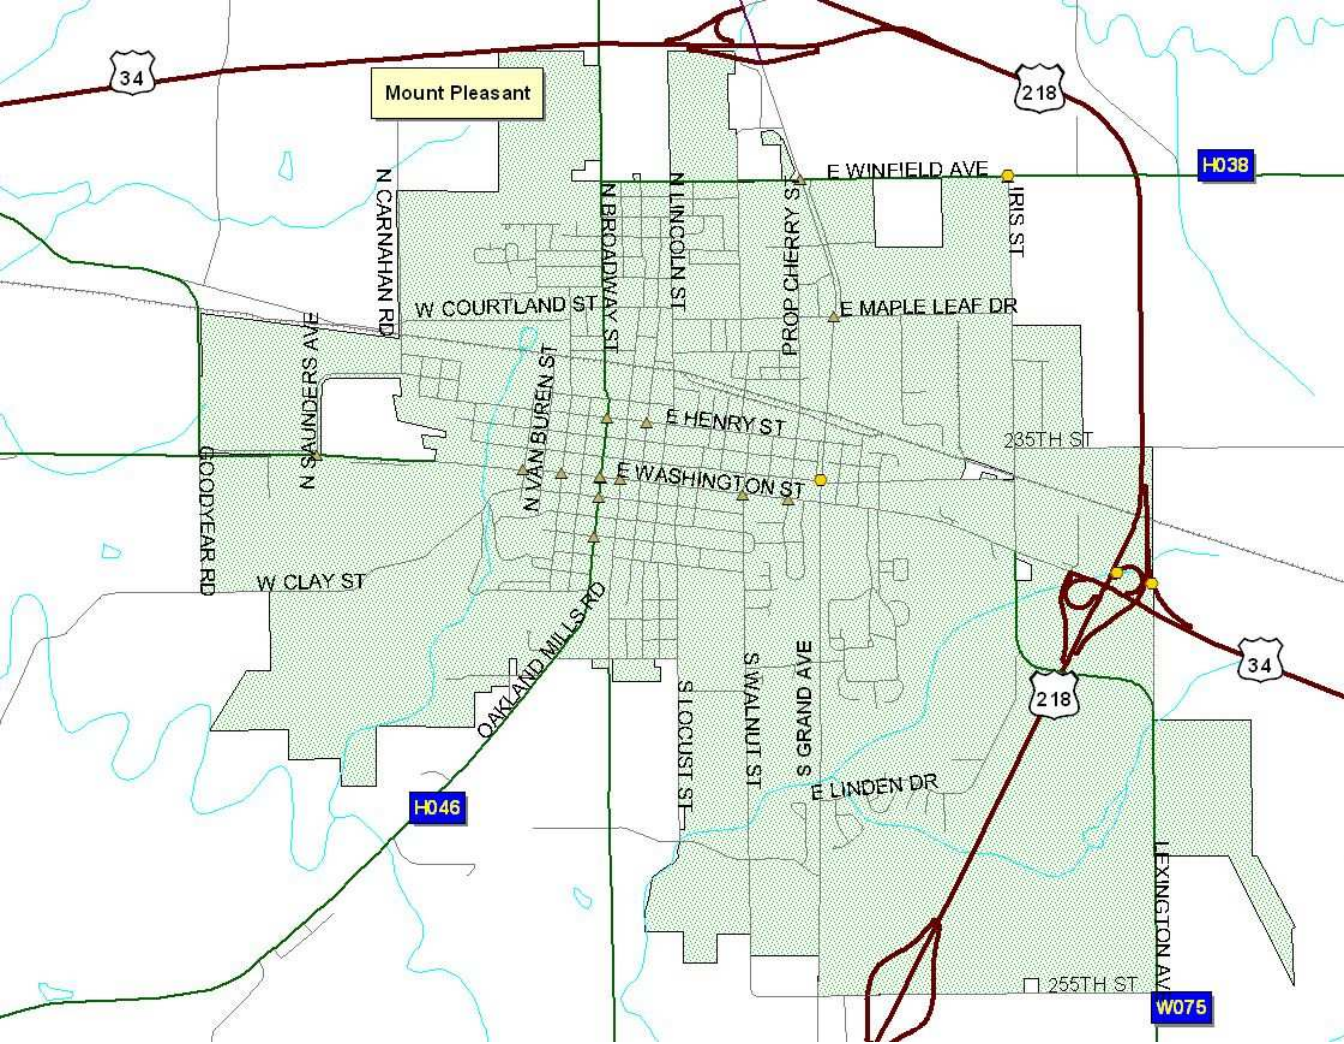 34
Mount Pleasant
218
H038
E WINFIELD AVE
N CARNAHAN RD
N BROADWAY ST
N LINCOLN ST
PROP CHERRY ST
IRIS ST
W COURTLAND ST
E MAPLE LEAF DR
N SAUNDERS AVE
N VAN BUREN ST
E HENRY ST
235TH ST
GOODYEAR RD
E WASHINGTON ST
W CLAY ST
OAKLAND MILLS RD
34
218
S LOCUST ST
S WALNUT ST
S GRAND AVE
E LINDEN DR
H046
LEXINGTON AV
255TH ST
W075